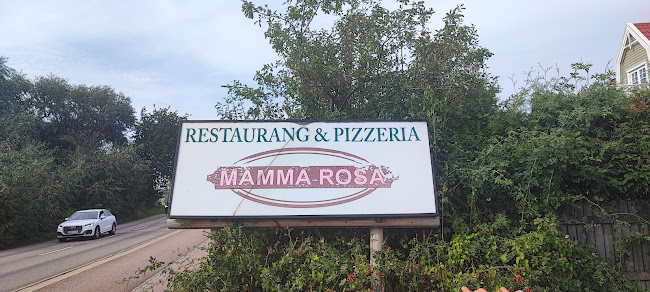 RESTAURANG & PIZZERIA
MAMMA ROSA